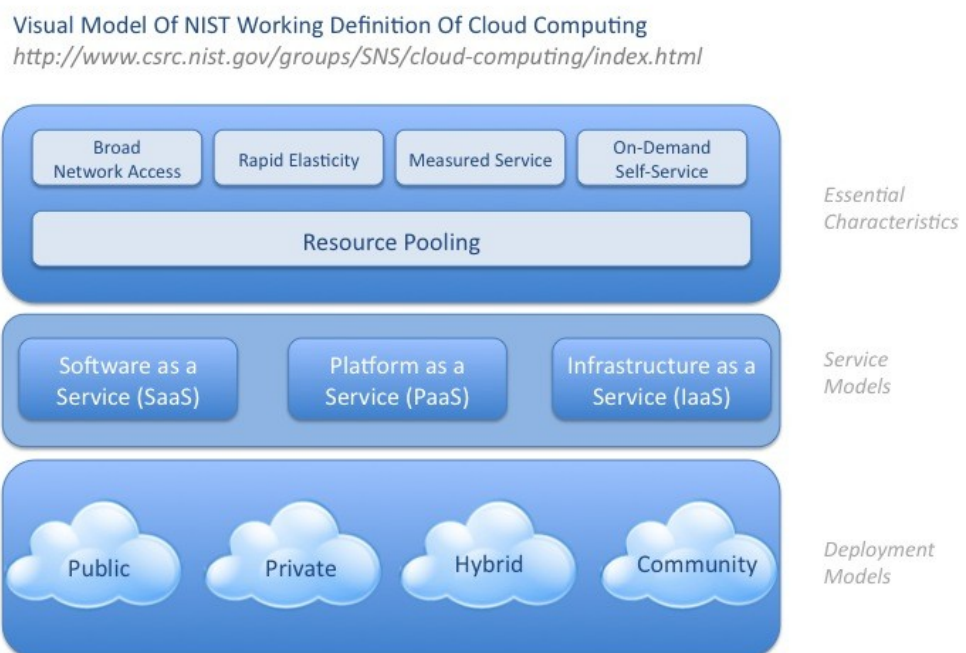 Visual Model Of NIST Working Definition Of Cloud Computing
http://www.csrc.nist.gov/groups/SNS/cloud-computing/index.html
Broad
Network Access
Rapid Elasticity
Measured Service
On-Demand
Self-Service
Resource Pooling
Essential
Characteristics
Software as a
Service (SaaS)
Platform as a
Service (PaaS)
Infrastructure as a
Service (IaaS)
Service
Models
Public
Private
Hybrid
Community
Deployment
Models